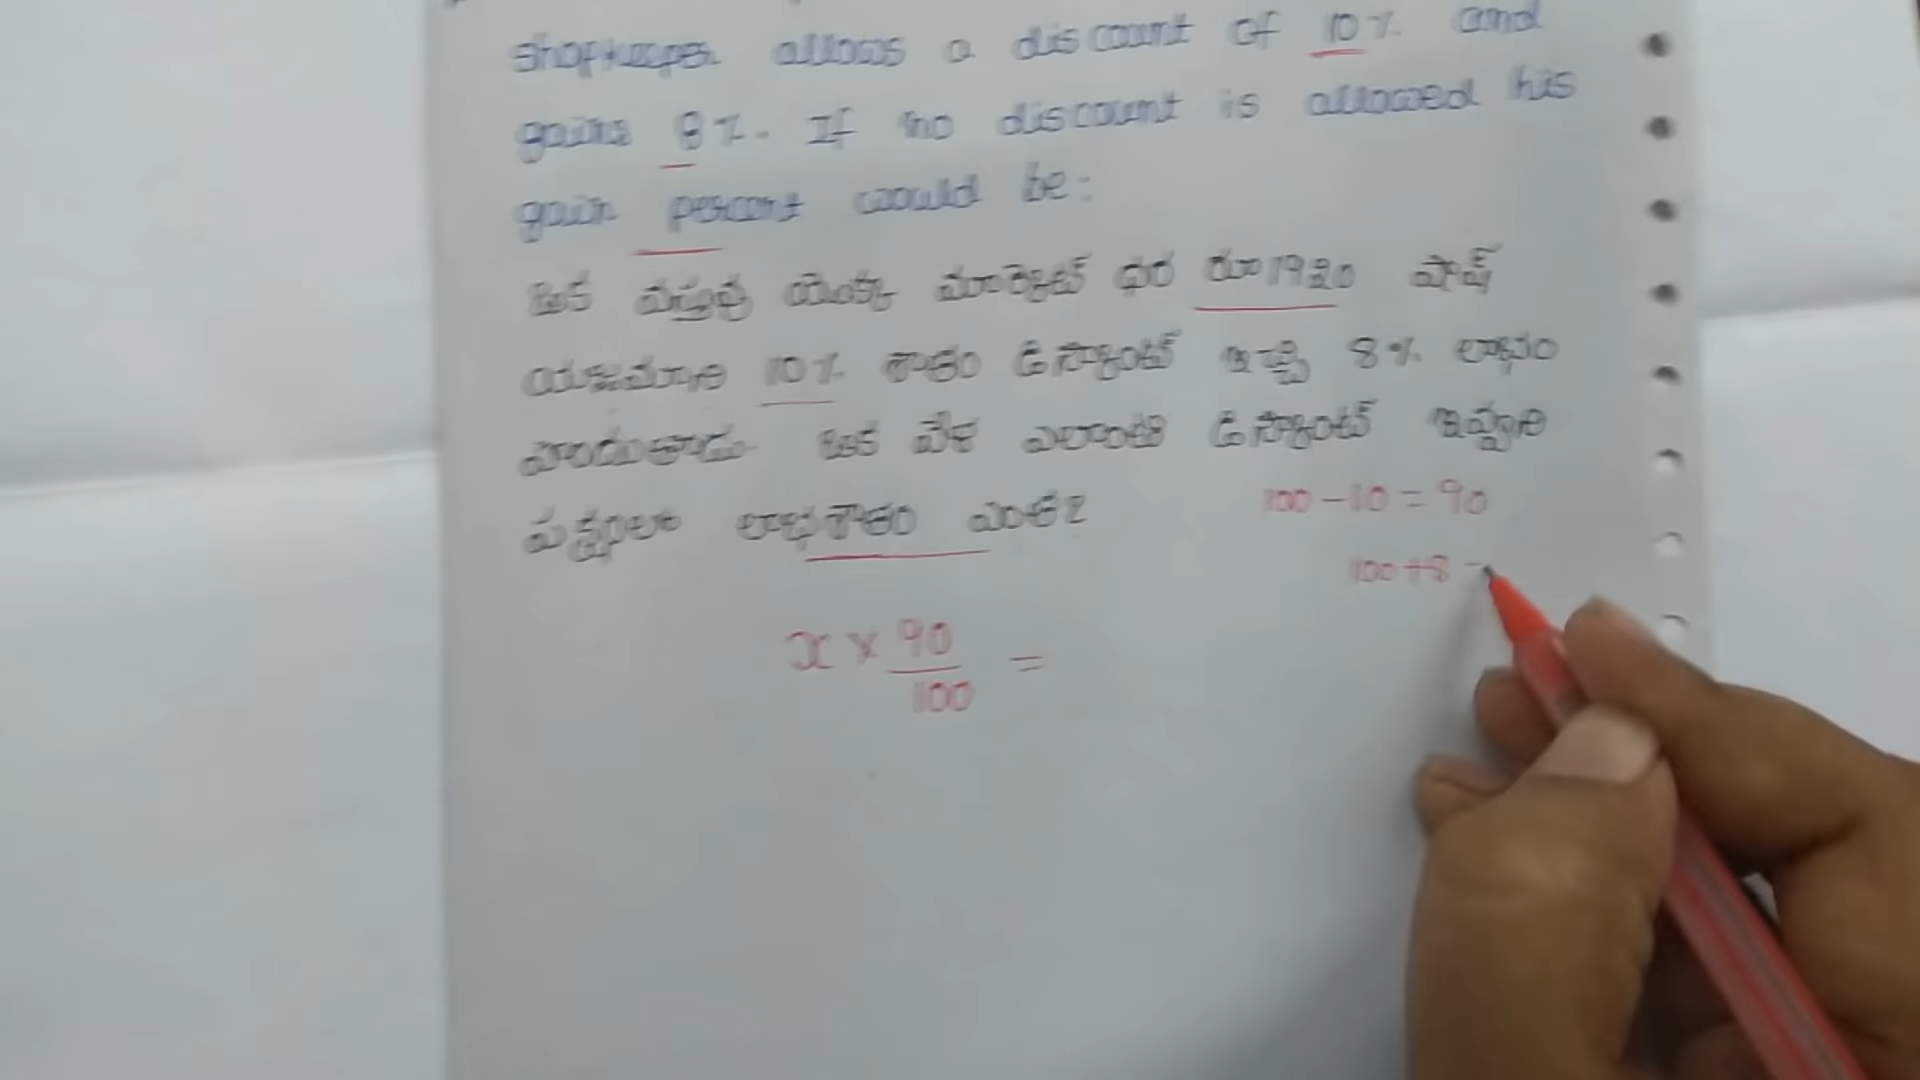 shopkeeper allows a discount of 10% and
gains 8%. If no discount is allowed his
gain percent would be:
ఒక వస్తువు యొక్క మార్కెట్ ధర రూ 1920 షాప్
యజమాని 10% శాతం డిస్కౌంట్ ఇచ్చి 8% లాభం
పొందుతాడు. ఒక వేళ ఎలాంటి డిస్కౌంట్ ఇవ్వని
పక్షంలో లాభశాతం ఎంత?
100 - 10 = 90
100 + 8 =
x × 90/100 =